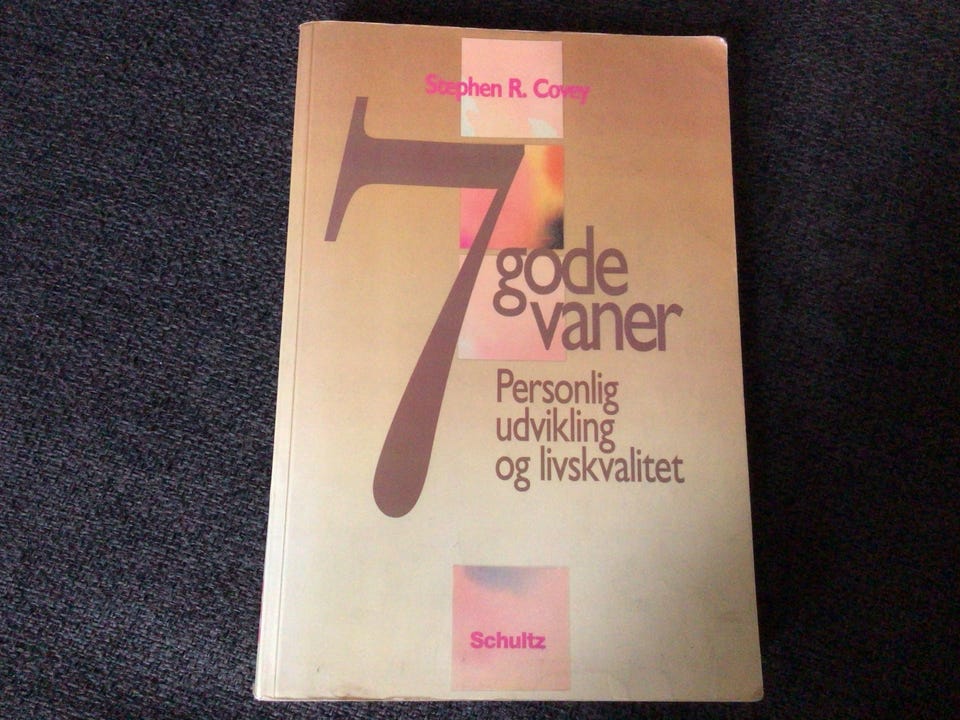 Stephen R. Covey
7
gode
vaner
Personlig
udvikling
og livskvalitet
Schultz